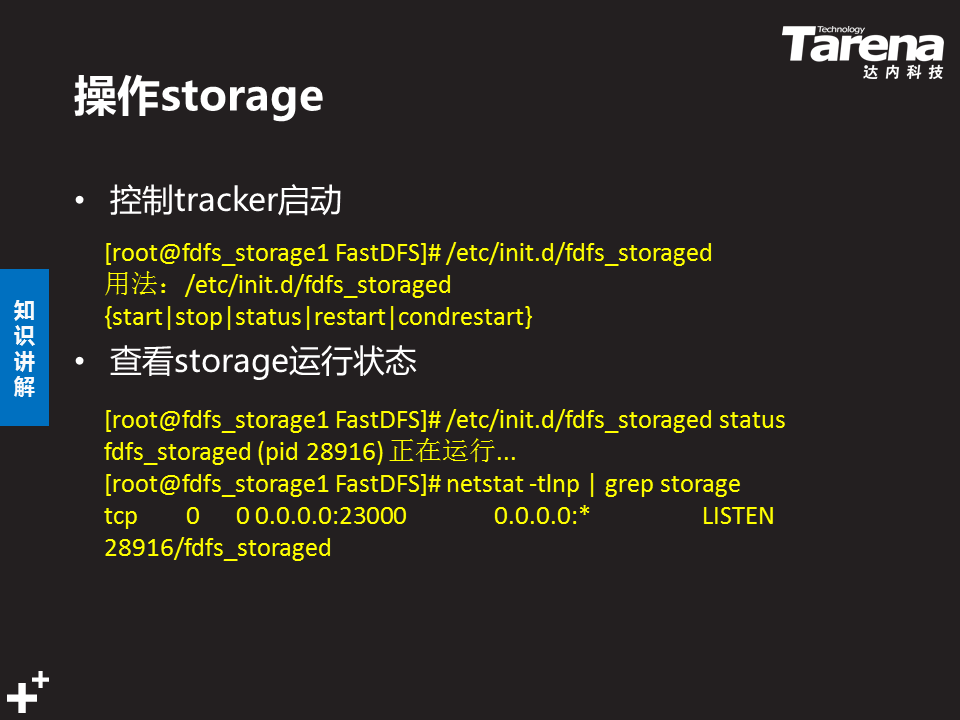 Technology
Tarena
达内科技
操作storage
• 控制tracker启动
[root@fdfs_storage1 FastDFS]# /etc/init.d/fdfs_storaged
用法：/etc/init.d/fdfs_storaged
{start|stop|status|restart|condrestart}
• 查看storage运行状态
[root@fdfs_storage1 FastDFS]# /etc/init.d/fdfs_storaged status
fdfs_storaged (pid 28916) 正在运行...
[root@fdfs_storage1 FastDFS]# netstat -tlnp | grep storage
tcp 0 0 0.0.0.0:23000 0.0.0.0:* LISTEN
28916/fdfs_storaged
知
识
讲
解